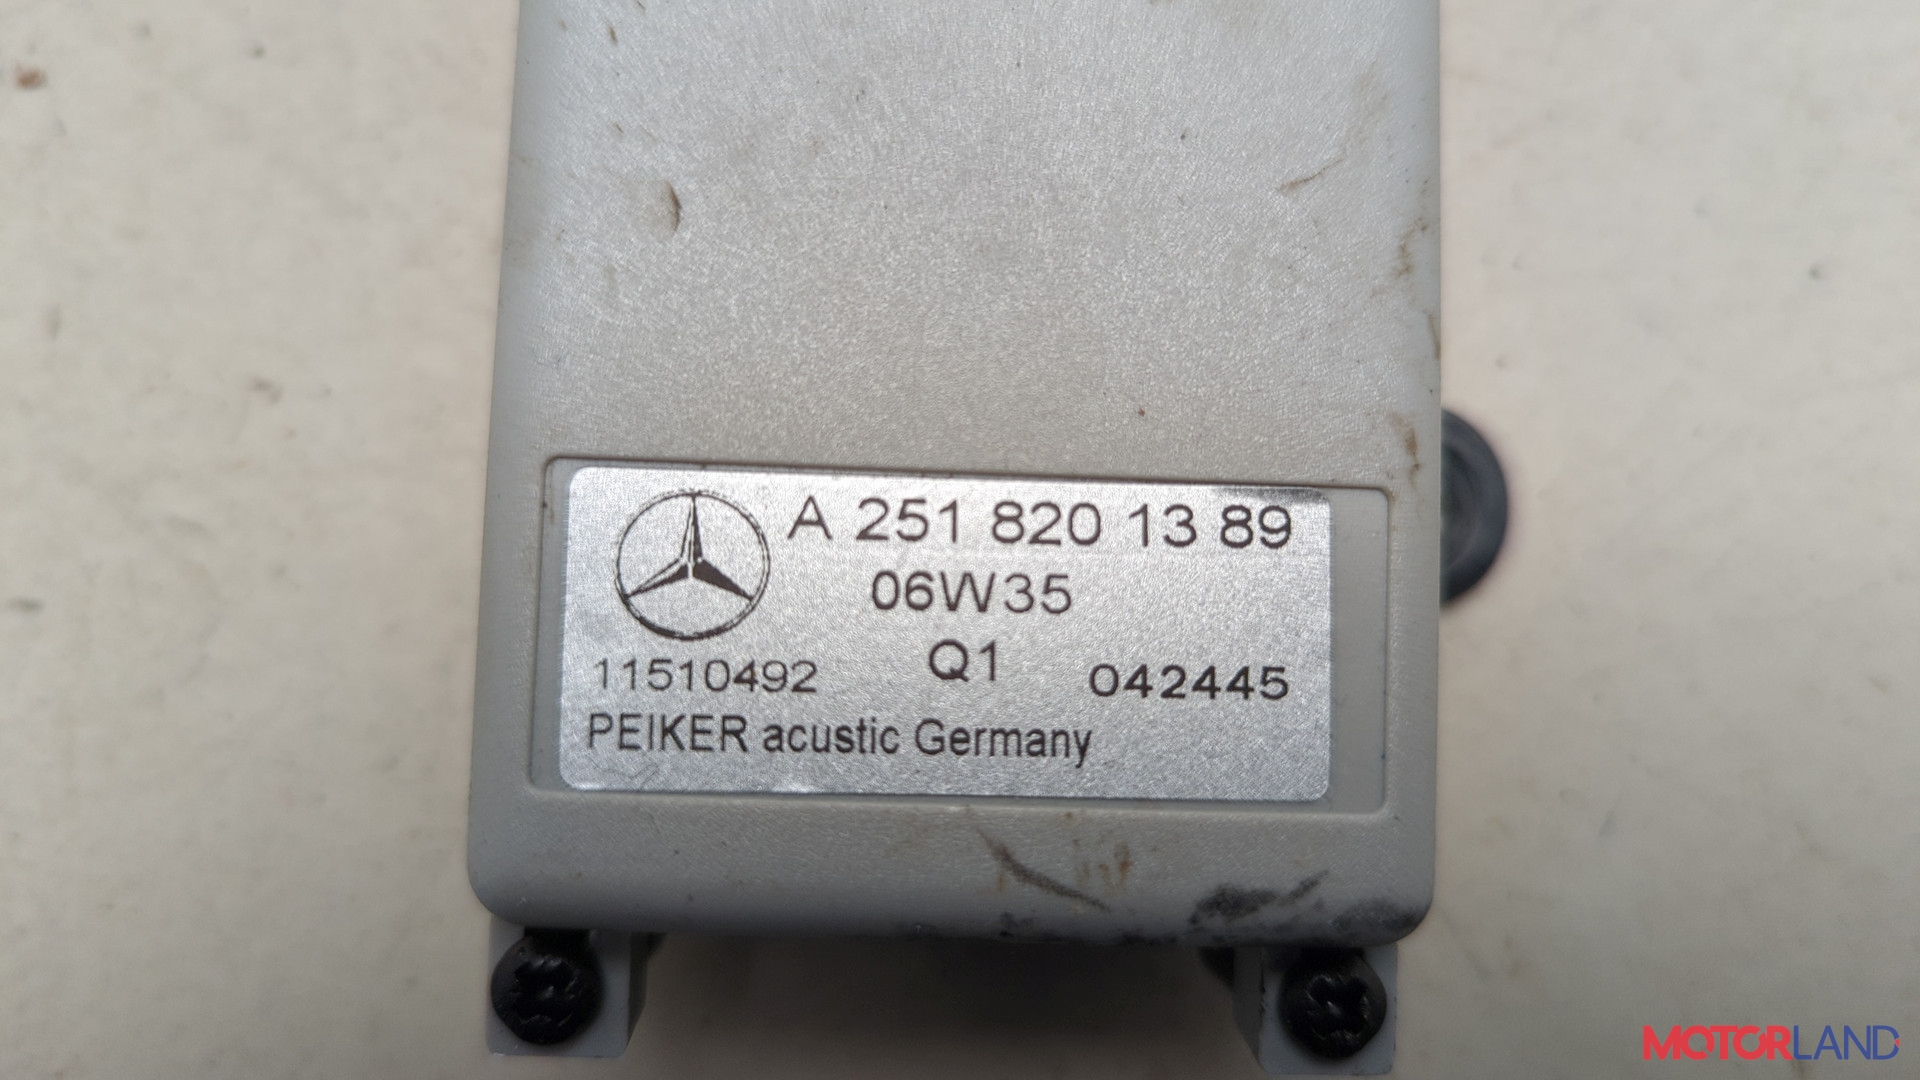 A 251 820 13 89
06W35
11510492 Q1 042445
PEIKER acustic Germany
MOTORLAND